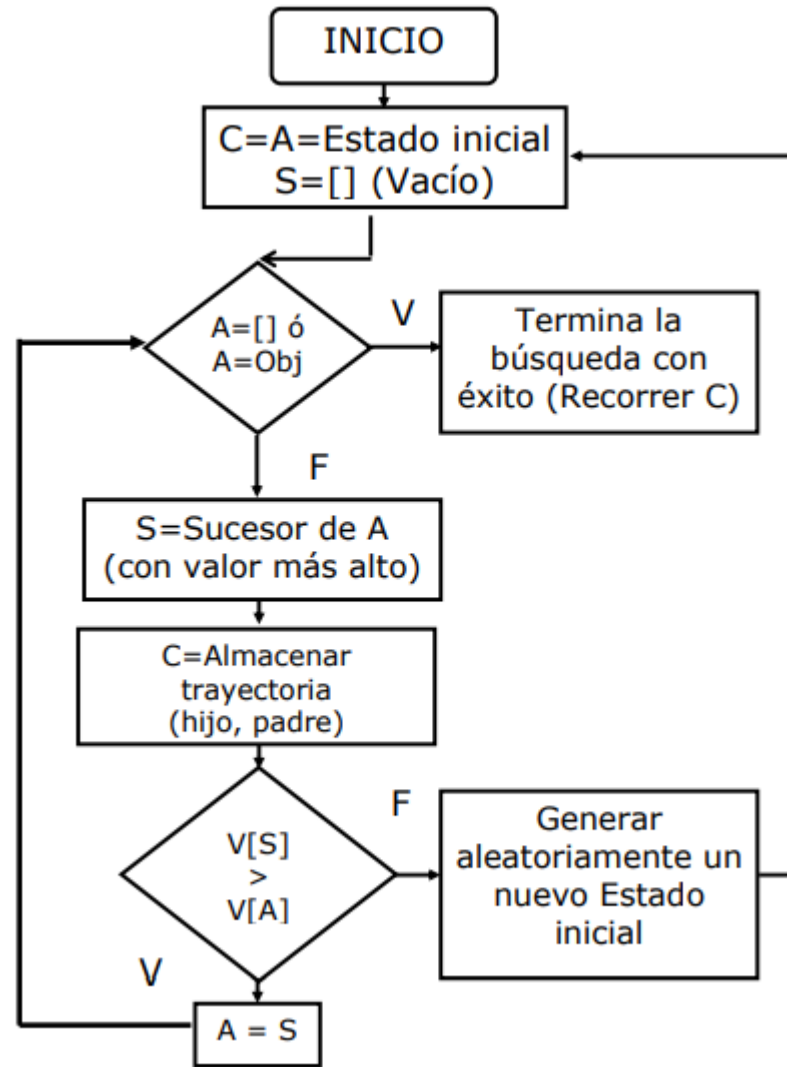 INICIO
C=A=Estado inicial
S=[] (Vacío)
A=[] ó
A=Obj
V
Termina la
búsqueda con
éxito (Recorrer C)
F
S=Sucesor de A
(con valor más alto)
C=Almacenar
trayectoria
(hijo, padre)
V[S]
>
V[A]
F
Generar
aleatoriamente un
nuevo Estado
inicial
V
A = S